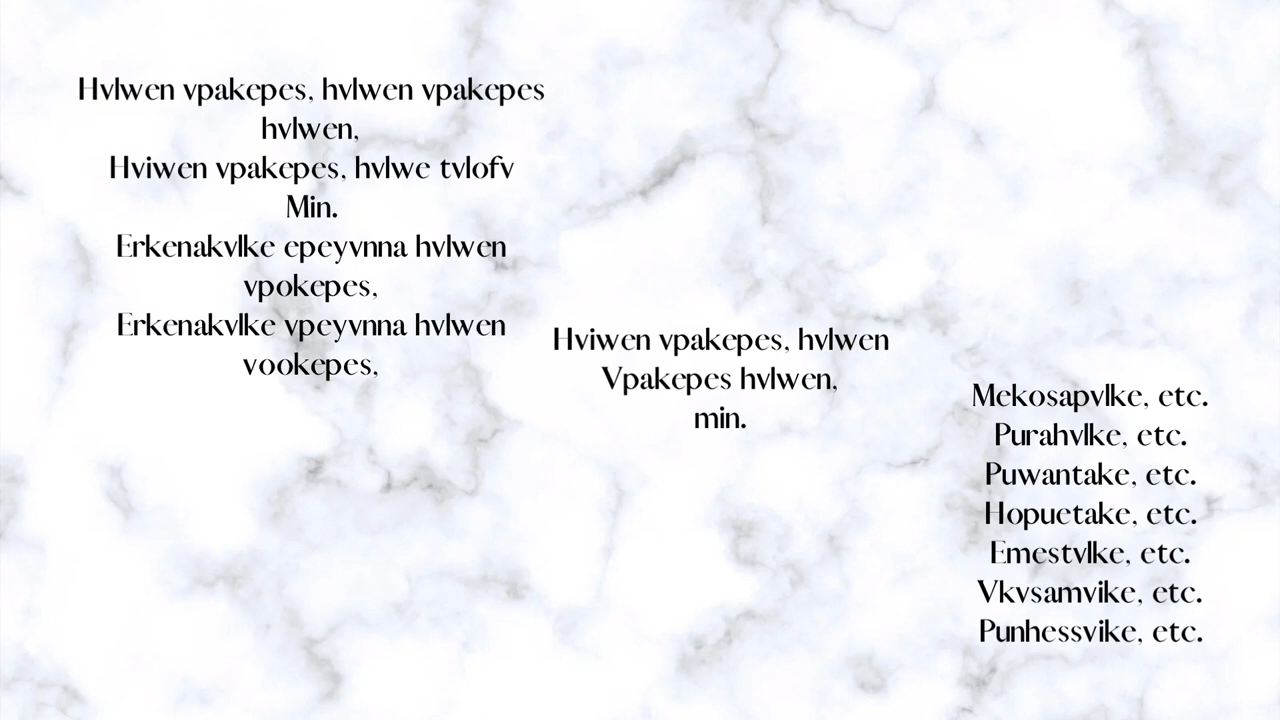 Hvlwen vpakepes, hvlwen vpakepes
hvlwen,
Hviwen vpakepes, hvlwe tvlofv
Min.
Erkenakvlke epeyvnna hvlwen
vpokepes,
Erkenakvlke vpeyvnna hvlwen
vookepes,
Hviwen vpakepes, hvlwen
Vpakepes hvlwen,
min.
Mekosapvlke, etc.
Purahvlke, etc.
Puwantake, etc.
Hopuetake, etc.
Emestvlke, etc.
Vkvsamvike, etc.
Punhessvike, etc.